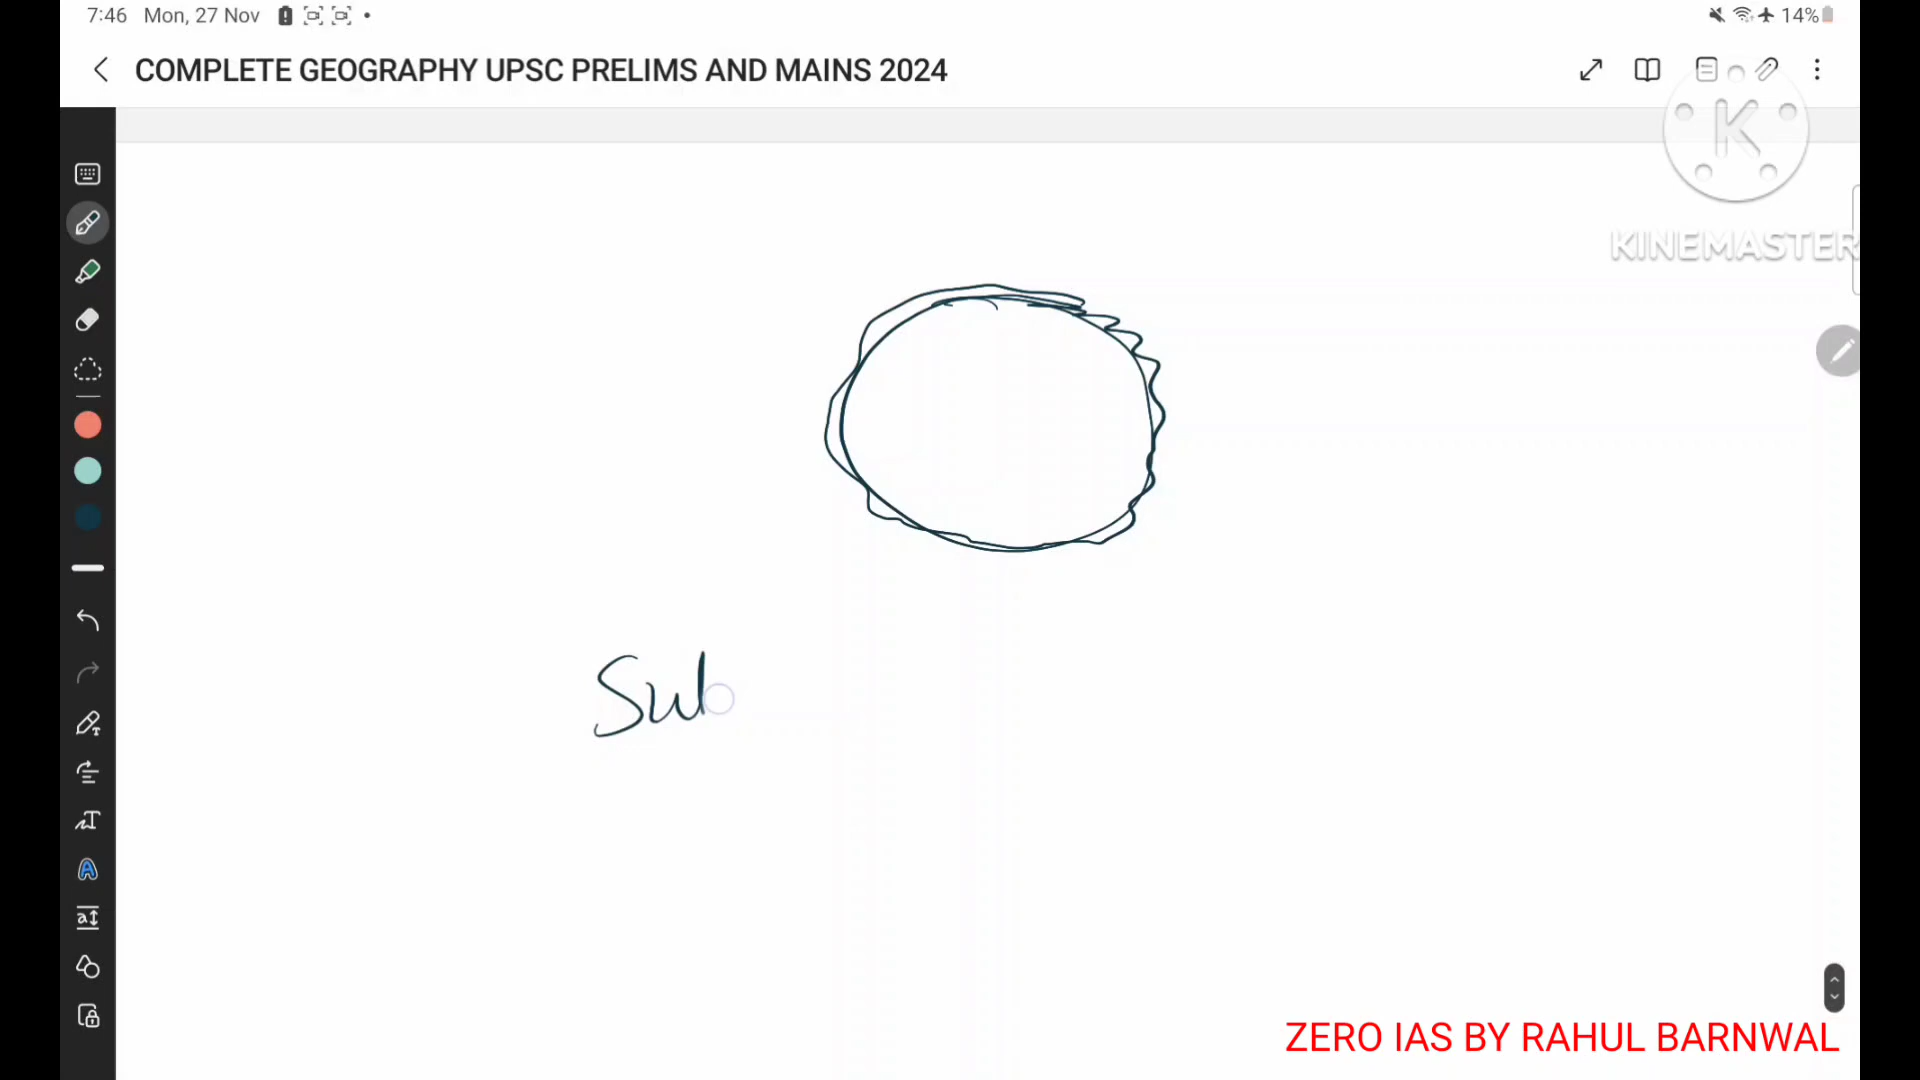 7:46 Mon, 27 Nov 14%
COMPLETE GEOGRAPHY UPSC PRELIMS AND MAINS 2024
K
KINEMASTER
Sub
ZERO IAS BY RAHUL BARNWAL